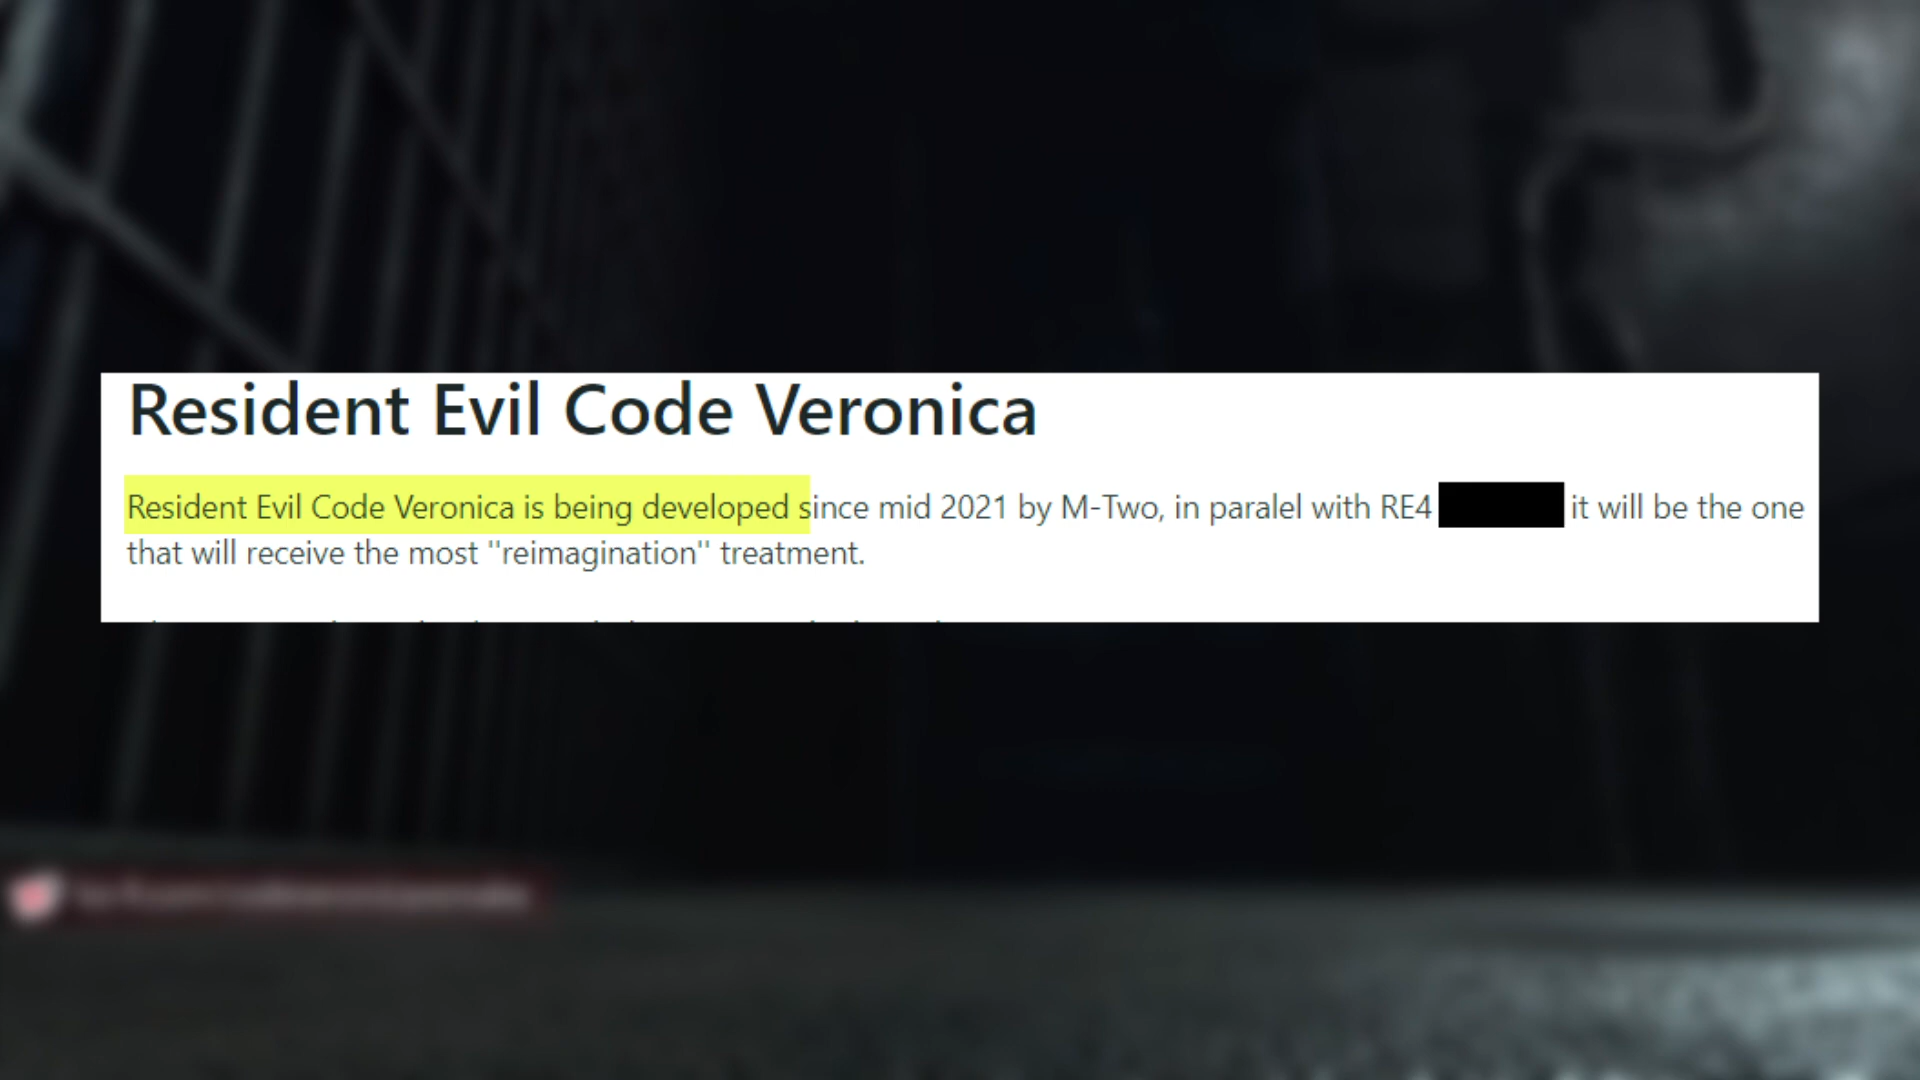 Resident Evil Code Veronica
Resident Evil Code Veronica is being developed since mid 2021 by M-Two, in paralel with RE4 it will be the one
that will receive the most "reimagination" treatment.